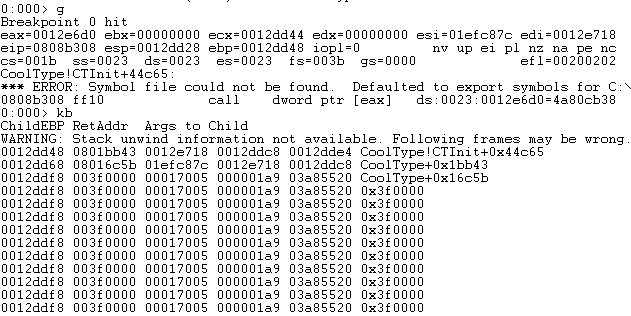 0:000> g
Breakpoint 0 hit
eax=0012e6d0 ebx=00000000 ecx=0012dd44 edx=00000000 esi=01efc87c edi=0012e718
eip=0808b308 esp=0012dd28 ebp=0012dd48 iopl=0 nv up ei pl nz na pe nc
cs=001b ss=0023 ds=0023 es=0023 fs=003b gs=0000 efl=00200202
CoolType!CTInit+44c65:
*** ERROR: Symbol file could not be found. Defaulted to export symbols for C:\
0808b308 ff10 call dword ptr [eax] ds:0023:0012e6d0=4a80cb38
0:000> kb
ChildEBP RetAddr Args to Child
WARNING: Stack unwind information not available. Following frames may be wrong.
0012dd48 0801bb43 0012e718 0012ddc8 0012dde4 CoolType!CTInit+0x44c65
0012dd68 08016c5b 01efc87c 0012e718 0012ddc8 CoolType+0x1bb43
0012ddf8 003f0000 00017005 000001a9 03a85520 CoolType+0x16c5b
0012ddf8 003f0000 00017005 000001a9 03a85520 0x3f0000
0012ddf8 003f0000 00017005 000001a9 03a85520 0x3f0000
0012ddf8 003f0000 00017005 000001a9 03a85520 0x3f0000
0012ddf8 003f0000 00017005 000001a9 03a85520 0x3f0000
0012ddf8 003f0000 00017005 000001a9 03a85520 0x3f0000
0012ddf8 003f0000 00017005 000001a9 03a85520 0x3f0000
0012ddf8 003f0000 00017005 000001a9 03a85520 0x3f0000
0012ddf8 003f0000 00017005 000001a9 03a85520 0x3f0000
0012ddf8 003f0000 00017005 000001a9 03a85520 0x3f0000
0012ddf8 003f0000 00017005 000001a9 03a85520 0x3f0000